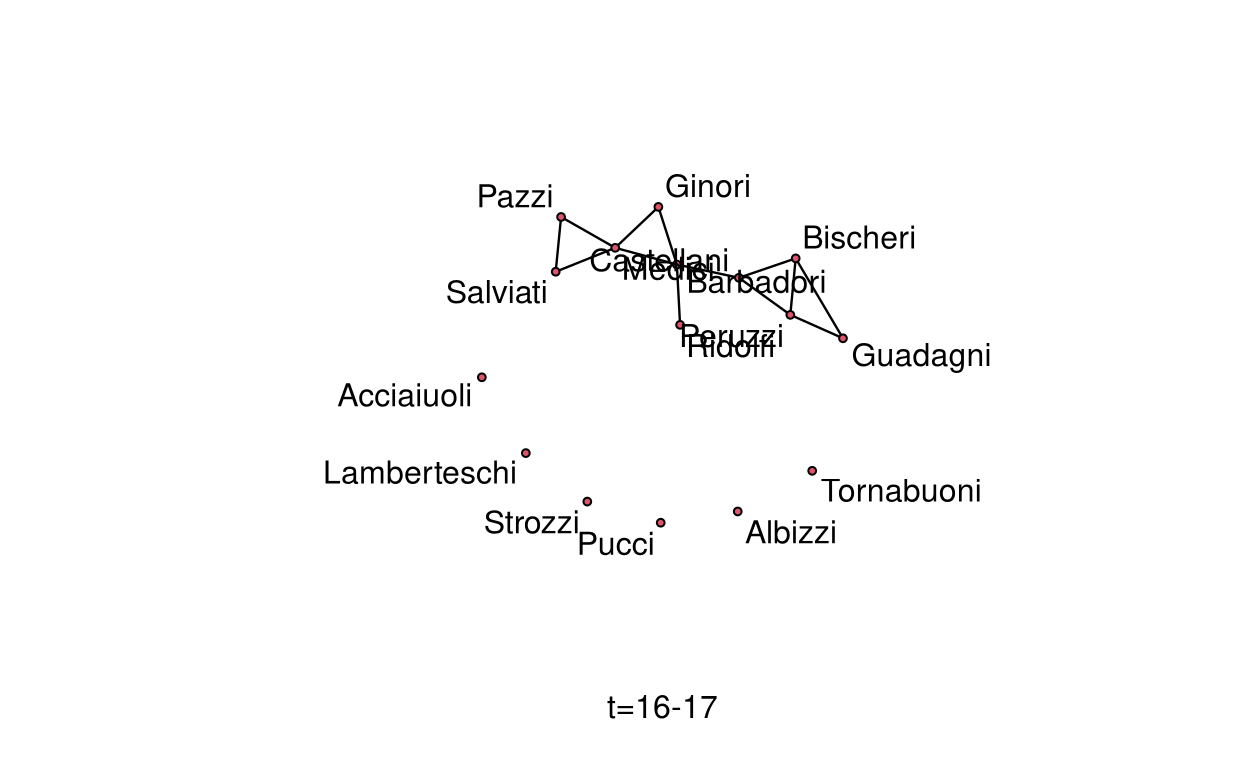 Ginori
Pazzi
Bischeri
Castellani
Medici
Barbadori
Salviati
Peruzzi
Ridolfi
Guadagni
Acciaiuoli
Lamberteschi
Tornabuoni
Strozzi
Albizzi
Pucci
t=16-17